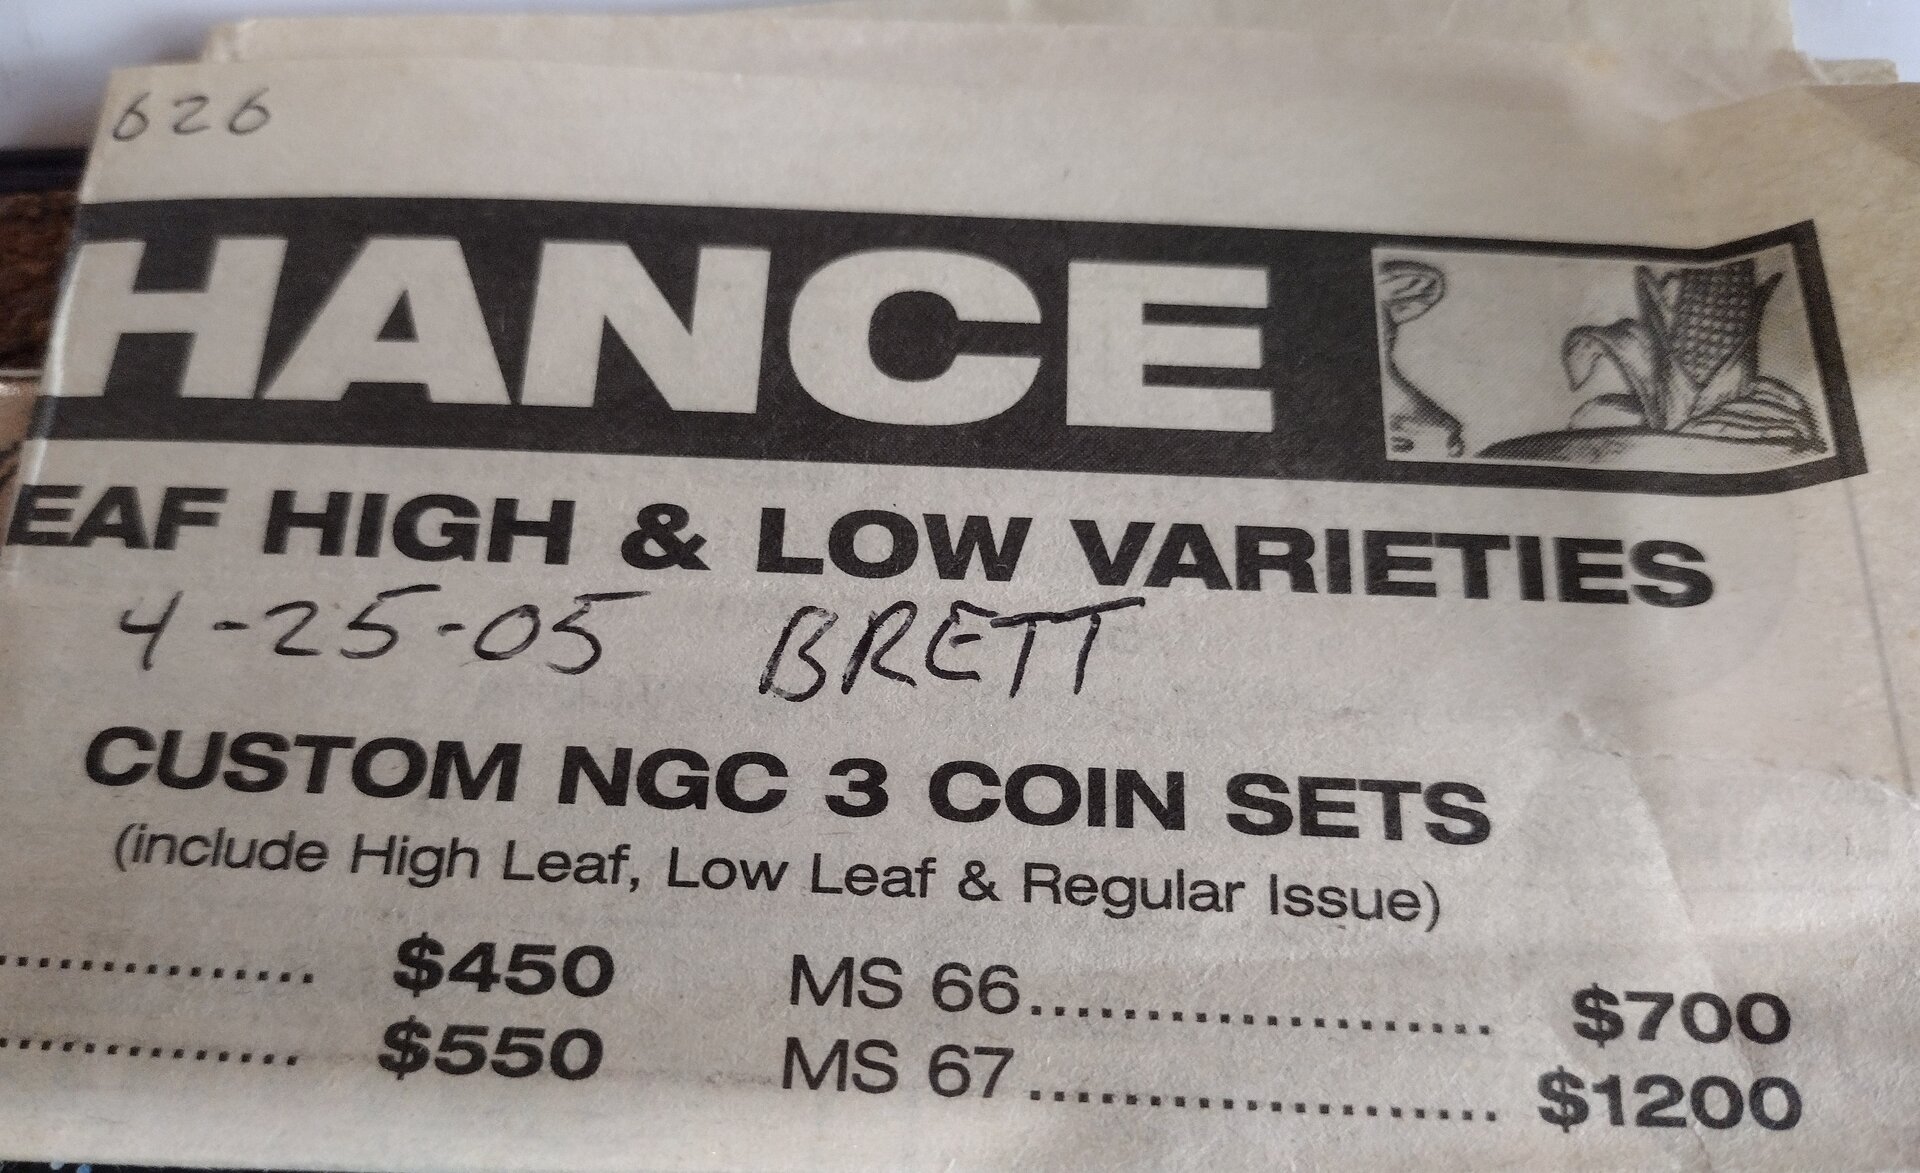 626
HANCE
EAF HIGH & LOW VARIETIES
4-25-05 BRETT
CUSTOM NGC 3 COIN SETS
(include High Leaf, Low Leaf & Regular Issue)
............... $450 MS 66..................... $700
............... $550 MS 67..................... $1200